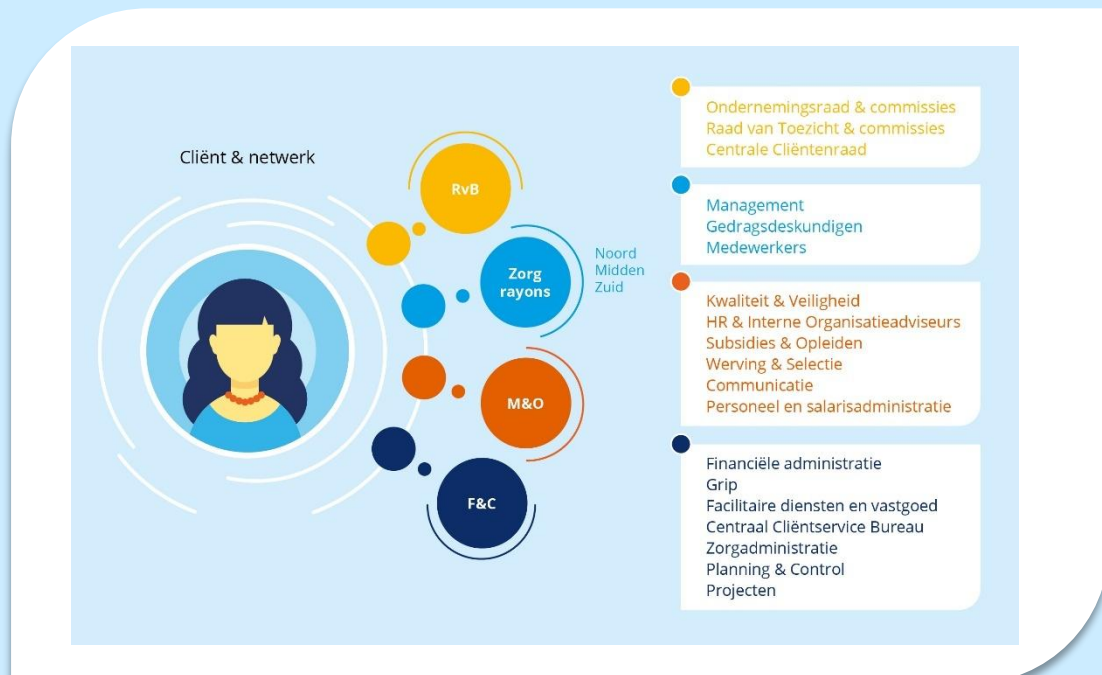 Cliënt & netwerk
RvB
Zorg
rayons
Noord
Midden
Zuid
M&O
F&C
Ondernemingsraad & commissies
Raad van Toezicht & commissies
Centrale Cliëntenraad
Management
Gedragsdeskundigen
Medewerkers
Kwaliteit & Veiligheid
HR & Interne Organisatieadviseurs
Subsidies & Opleiden
Werving & Selectie
Communicatie
Personeel en salarisadministratie
Financiële administratie
Grip
Facilitaire diensten en vastgoed
Centraal Cliëntservice Bureau
Zorgadministratie
Planning & Control
Projecten